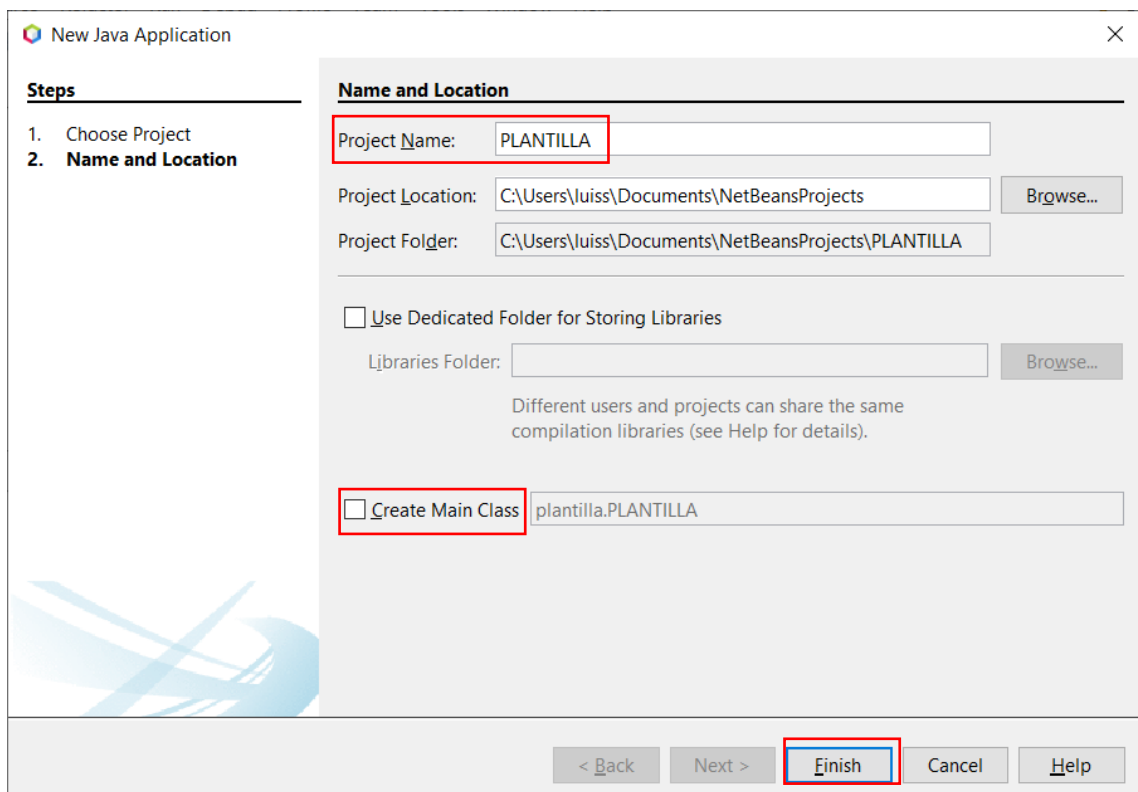 New Java Application
Steps
1. Choose Project
2. Name and Location
Name and Location
Project Name: PLANTILLA
Project Location: C:\Users\luiss\Documents\NetBeansProjects Browse...
Project Folder: C:\Users\luiss\Documents\NetBeansProjects\PLANTILLA
Use Dedicated Folder for Storing Libraries
Libraries Folder: Browse...
Different users and projects can share the same
compilation libraries (see Help for details).
Create Main Class plantilla.PLANTILLA
< Back Next > Finish Cancel Help